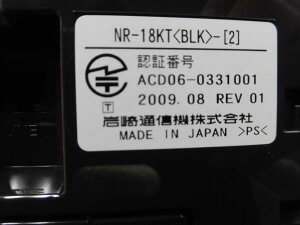 NR-18KT<BLK>-[2]
認証番号
ACD06-0331001
T
2009.08 REV 01
岩崎通信機株式会社
MADE IN JAPAN >PS<
LINE